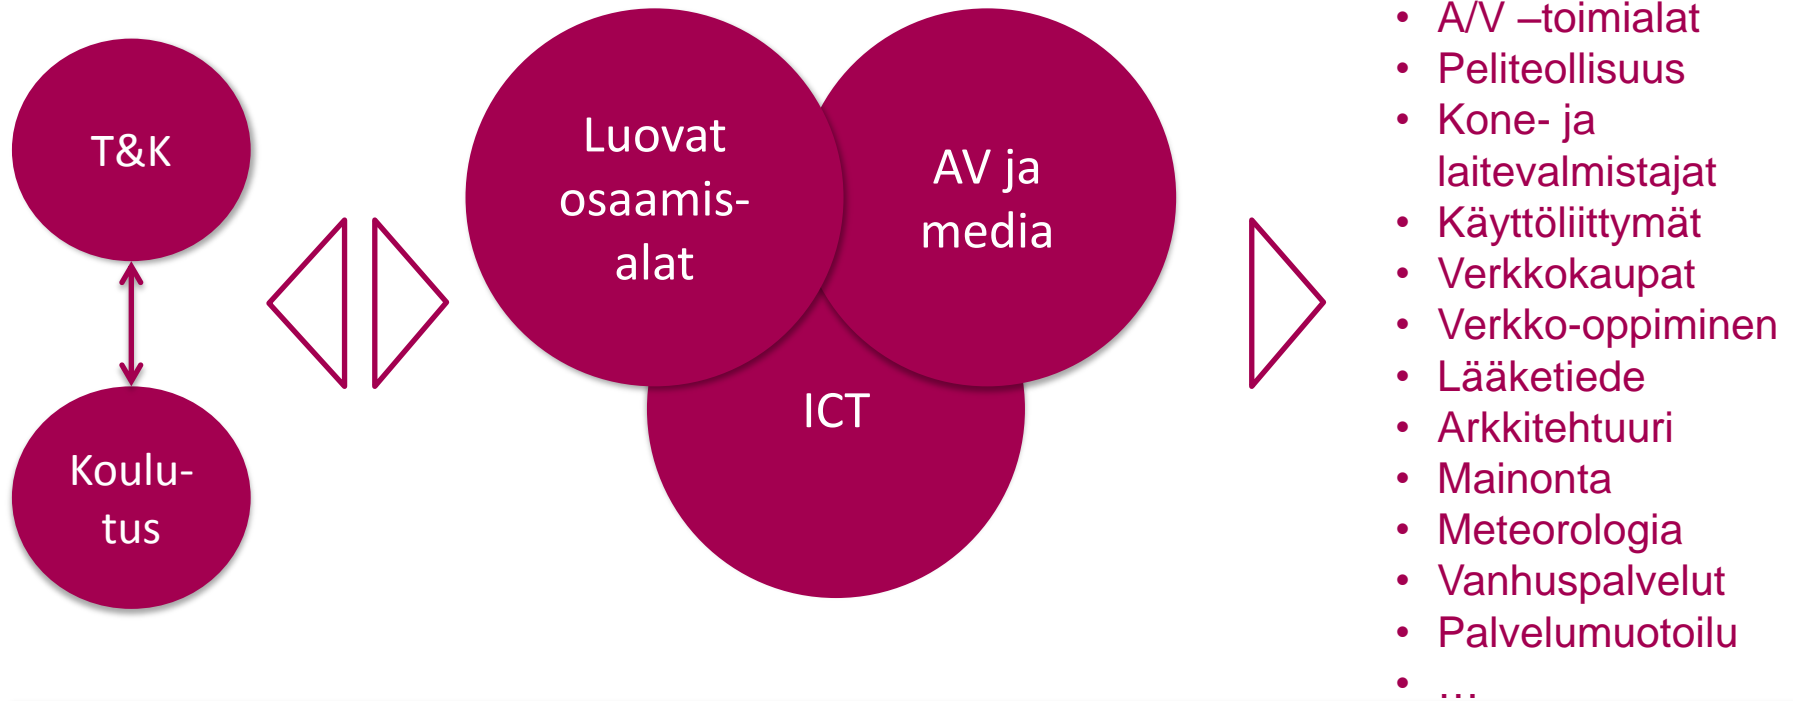 T&K
Koulu-
tus
Luovat
osaamis-
alat
AV ja
media
ICT
• A/V –toimialat
• Peliteollisuus
• Kone- ja
laitevalmistajat
• Käyttöliittymät
• Verkkokaupat
• Verkko-oppiminen
• Lääketiede
• Arkkitehtuuri
• Mainonta
• Meteorologia
• Vanhuspalvelut
• Palvelumuotoilu
• …